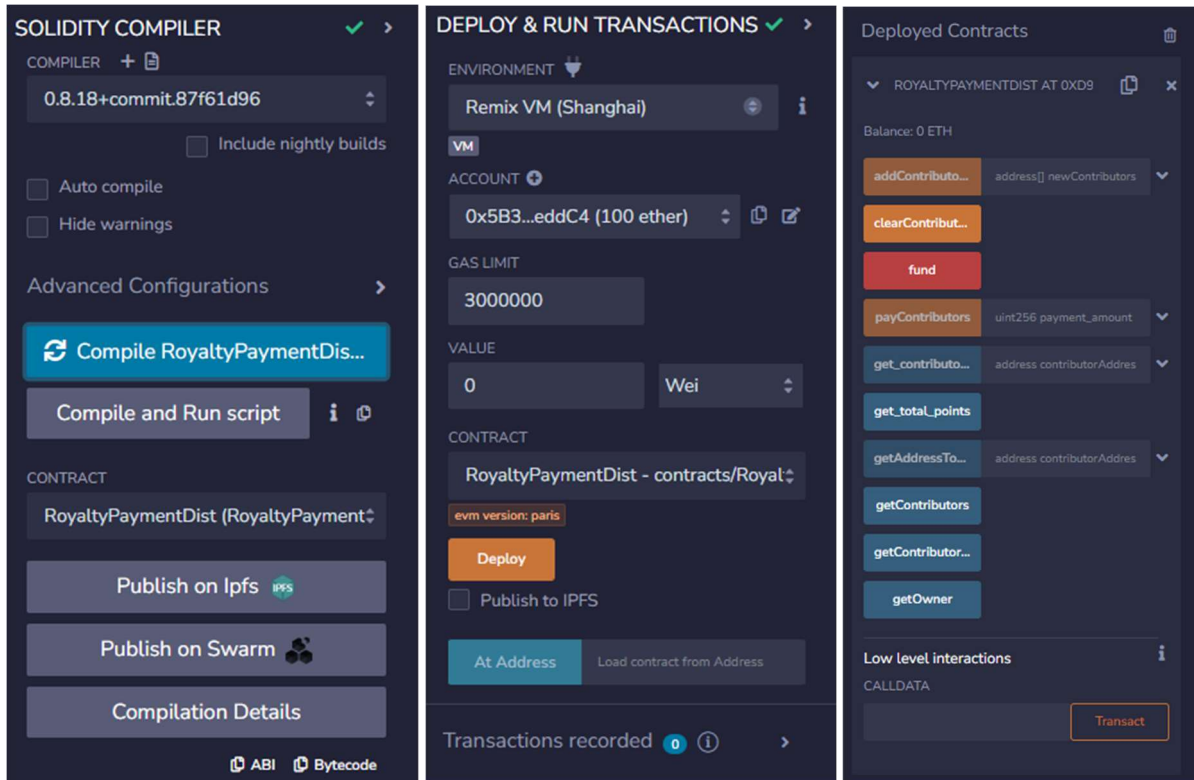 SOLIDITY COMPILER
COMPILER
0.8.18+commit.87f61d96
Include nightly builds
Auto compile
Hide warnings
Advanced Configurations
Compile RoyaltyPaymentDis...
Compile and Run script
CONTRACT
RoyaltyPaymentDist (RoyaltyPayment
Publish on Ipfs
IPFS
Publish on Swarm
Compilation Details
ABI Bytecode
DEPLOY & RUN TRANSACTIONS
ENVIRONMENT
Remix VM (Shanghai)
VM
ACCOUNT
0x5B3...eddC4 (100 ether)
GAS LIMIT
3000000
VALUE
0 Wei
CONTRACT
RoyaltyPaymentDist - contracts/Royal
evm version: paris
Deploy
Publish to IPFS
At Address Load contract from Address
Transactions recorded 0
Deployed Contracts
ROYALTYPAYMENTDIST AT 0XD9
Balance: 0 ETH
addContributo... address[] newContributors
clearContribut...
fund
payContributors uint256 payment_amount
get_contributo... address contributorAddres
get_total_points
getAddressTo... address contributorAddres
getContributors
getContributor...
getOwner
Low level interactions
CALLDATA
Transact